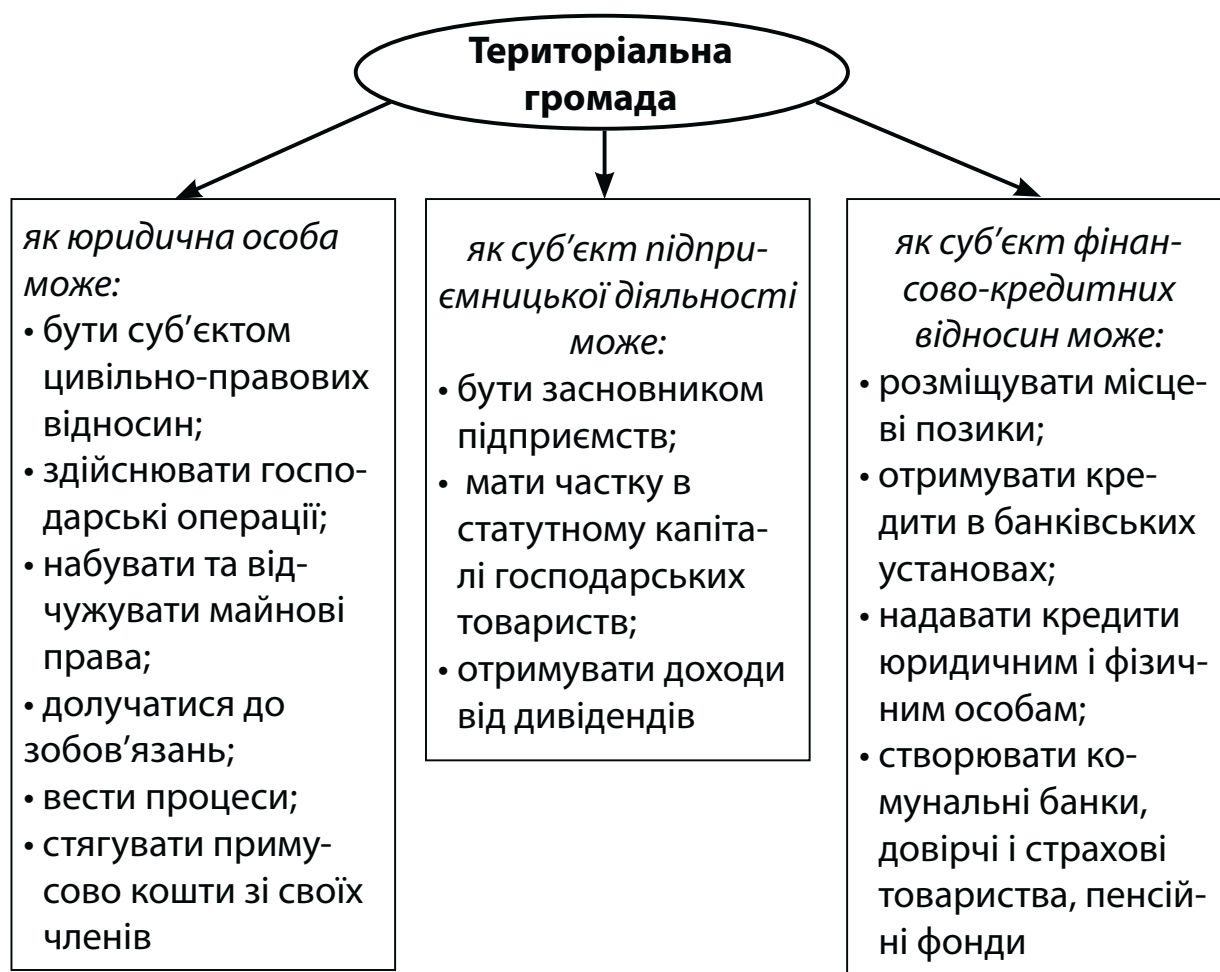 Територіальна
громада
як юридична особа
може:
• бути суб’єктом
цивільно-правових
відносин;
• здійснювати госпо-
дарські операції;
• набувати та від-
чужувати майнові
права;
• долучатися до
зобов’язань;
• вести процеси;
• стягувати приму-
сово кошти зі своїх
членів
як суб’єкт підпри-
ємницької діяльності
може:
• бути засновником
підприємств;
• мати частку в
статутному капіта-
лі господарських
товариств;
• отримувати доходи
від дивідендів
як суб’єкт фінан-
сово-кредитних
відносин може:
• розміщувати місце-
ві позики;
• отримувати кре-
дити в банківських
установах;
• надавати кредити
юридичним і фізич-
ним особам;
• створювати ко-
мунальні банки,
довірчі і страхові
товариства, пенсій-
ні фонди